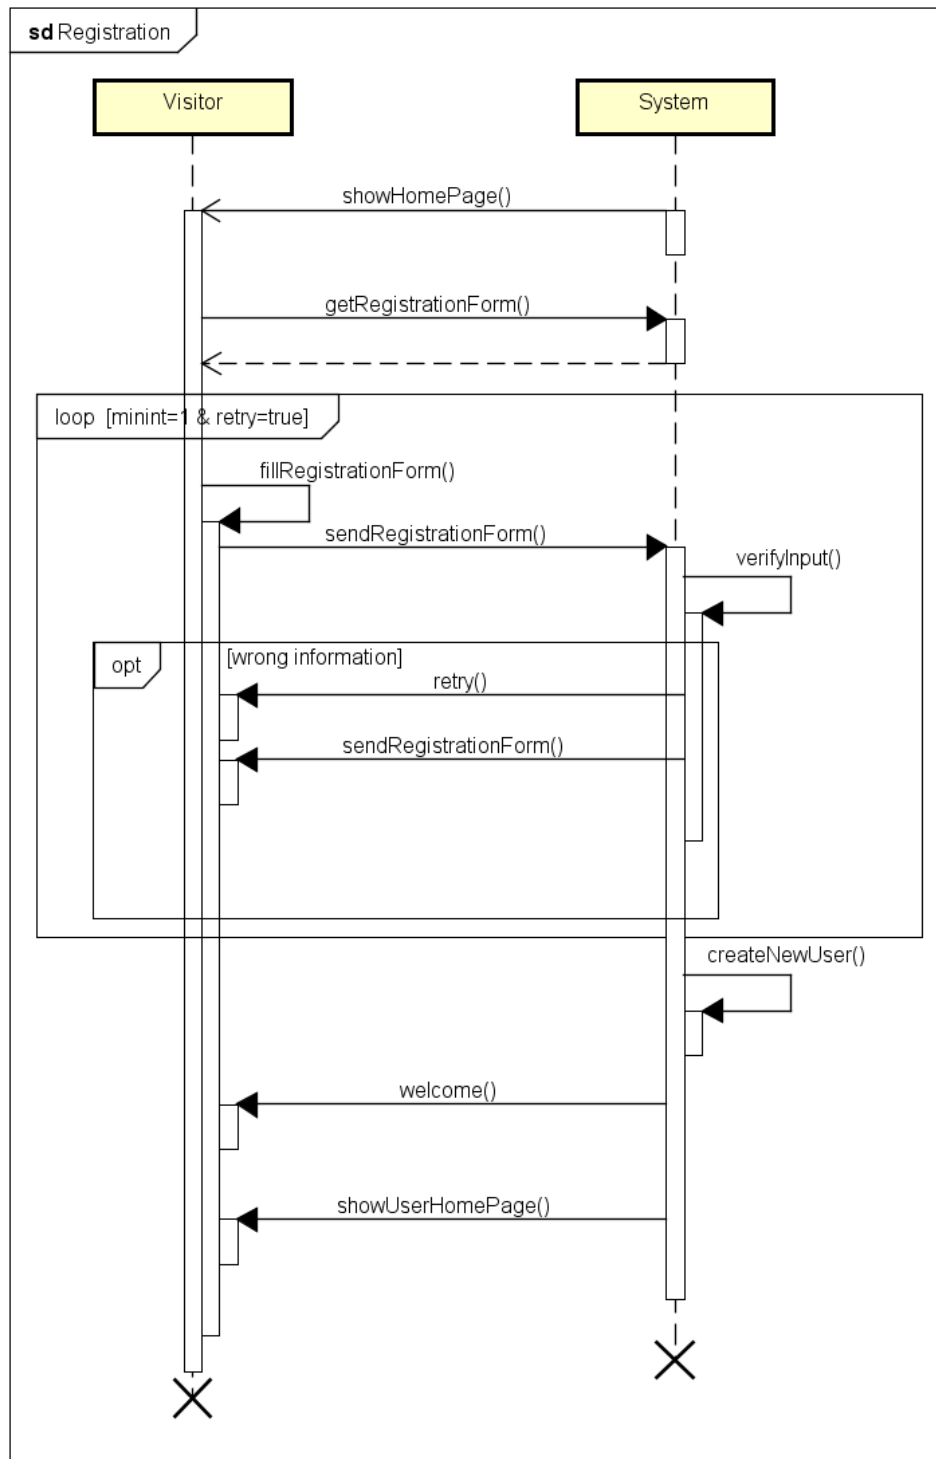 sd Registration
Visitor
System
showHomePage()
getRegistrationForm()
loop [minint=1 & retry=true]
fillRegistrationForm()
sendRegistrationForm()
verifyInput()
opt
[wrong information]
retry()
sendRegistrationForm()
createNewUser()
welcome()
showUserHomePage()